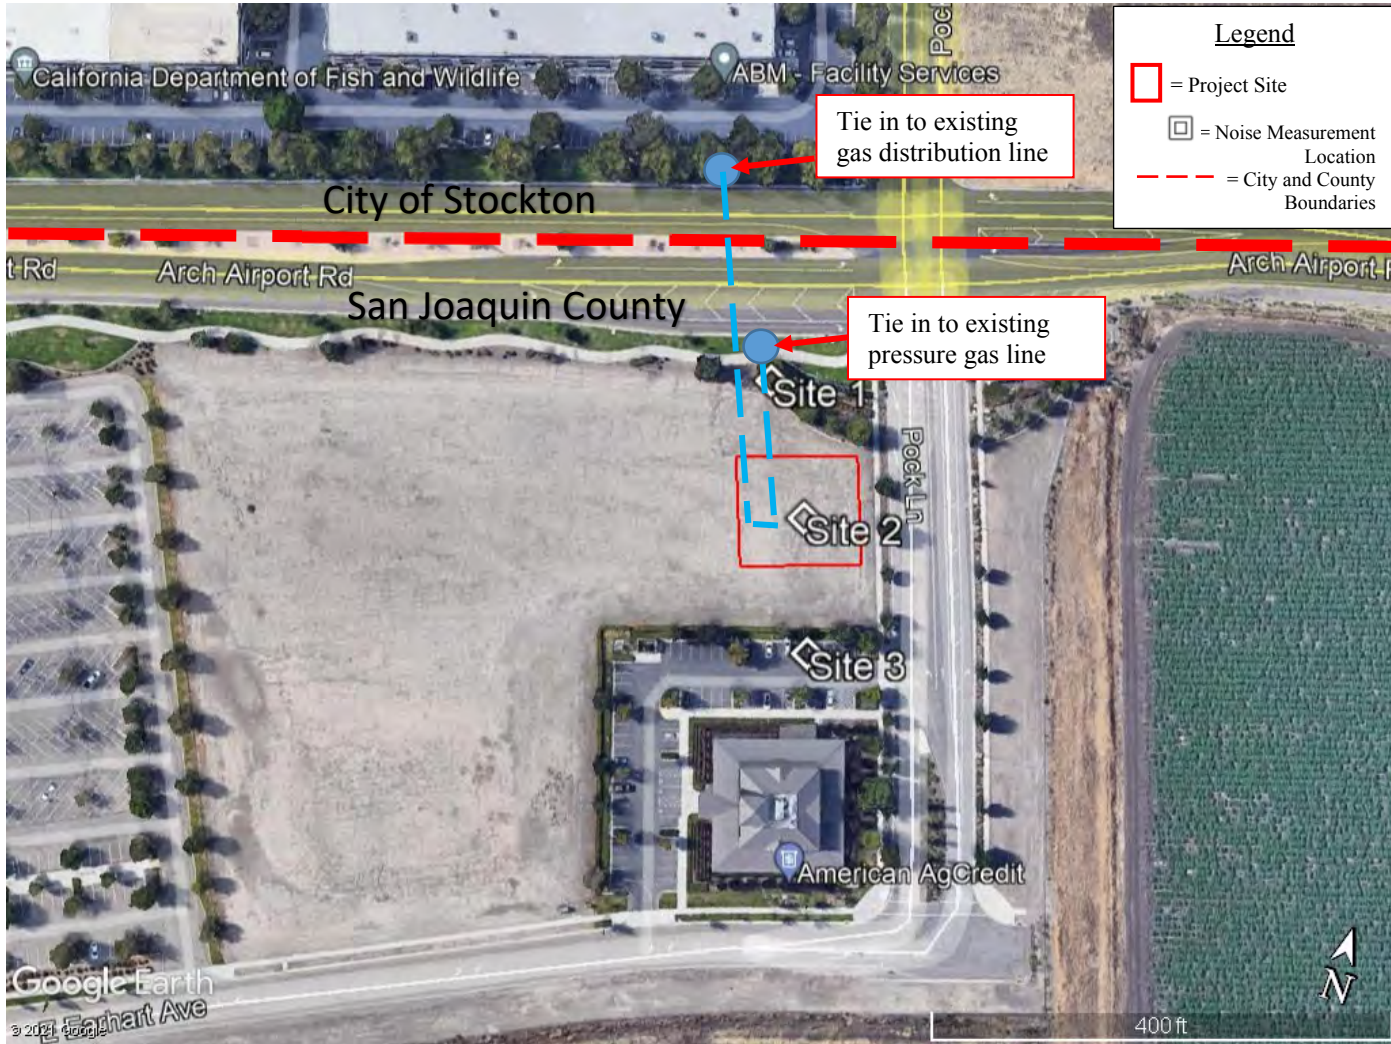 California Department of Fish and Wildlife
ABM - Facility Services
Pock
Legend
= Project Site
= Noise Measurement
Location
= City and County
Boundaries
Tie in to existing
gas distribution line
City of Stockton
t Rd
Arch Airport Rd
Arch Airport R
San Joaquin County
Tie in to existing
pressure gas line
Site 1
Pock Ln
Site 2
Site 3
American AgCredit
Google Earth
E Earhart Ave
© 2021 Google
400 ft
N